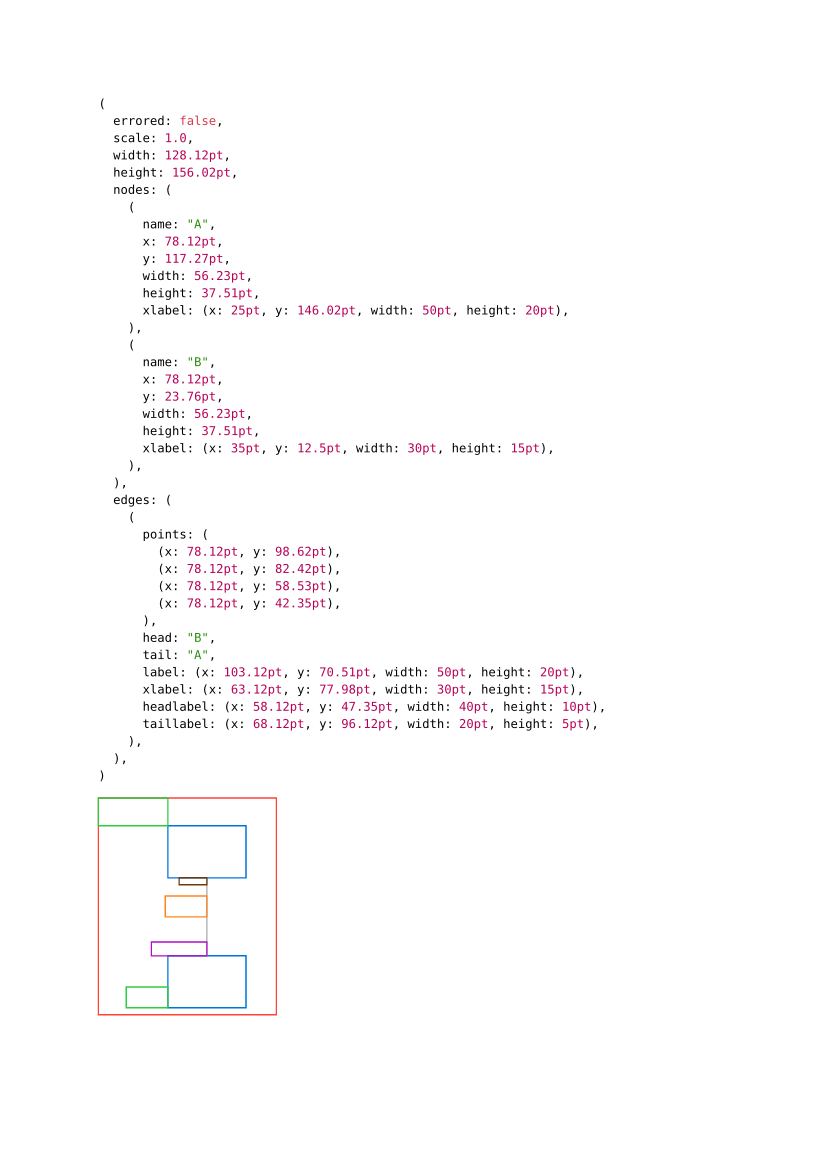 (
  errored: false,
  scale: 1.0,
  width: 128.12pt,
  height: 156.02pt,
  nodes: (
    (
      name: "A",
      x: 78.12pt,
      y: 117.27pt,
      width: 56.23pt,
      height: 37.51pt,
      xlabel: (x: 25pt, y: 146.02pt, width: 50pt, height: 20pt),
    ),
    (
      name: "B",
      x: 78.12pt,
      y: 23.76pt,
      width: 56.23pt,
      height: 37.51pt,
      xlabel: (x: 35pt, y: 12.5pt, width: 30pt, height: 15pt),
    ),
  ),
  edges: (
    (
      points: (
        (x: 78.12pt, y: 98.62pt),
        (x: 78.12pt, y: 82.42pt),
        (x: 78.12pt, y: 58.53pt),
        (x: 78.12pt, y: 42.35pt),
      ),
      head: "B",
      tail: "A",
      label: (x: 103.12pt, y: 70.51pt, width: 50pt, height: 20pt),
      xlabel: (x: 63.12pt, y: 77.98pt, width: 30pt, height: 15pt),
      headlabel: (x: 58.12pt, y: 47.35pt, width: 40pt, height: 10pt),
      taillabel: (x: 68.12pt, y: 96.12pt, width: 20pt, height: 5pt),
    ),
  ),
)